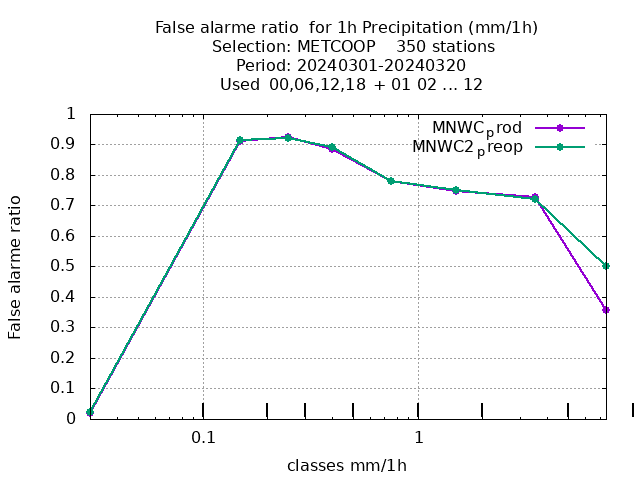 False alarme ratio  for 1h Precipitation (mm/1h)
Selection: METCOOP    350 stations
Period: 20240301-20240320
Used  00,06,12,18  + 01 02 ... 12
MNWCprod
MNWC2preop
1
0.9
0.8
0.7
0.6
0.5
0.4
0.3
0.2
0.1
0
False alarme ratio
0.1 1
classes mm/1h